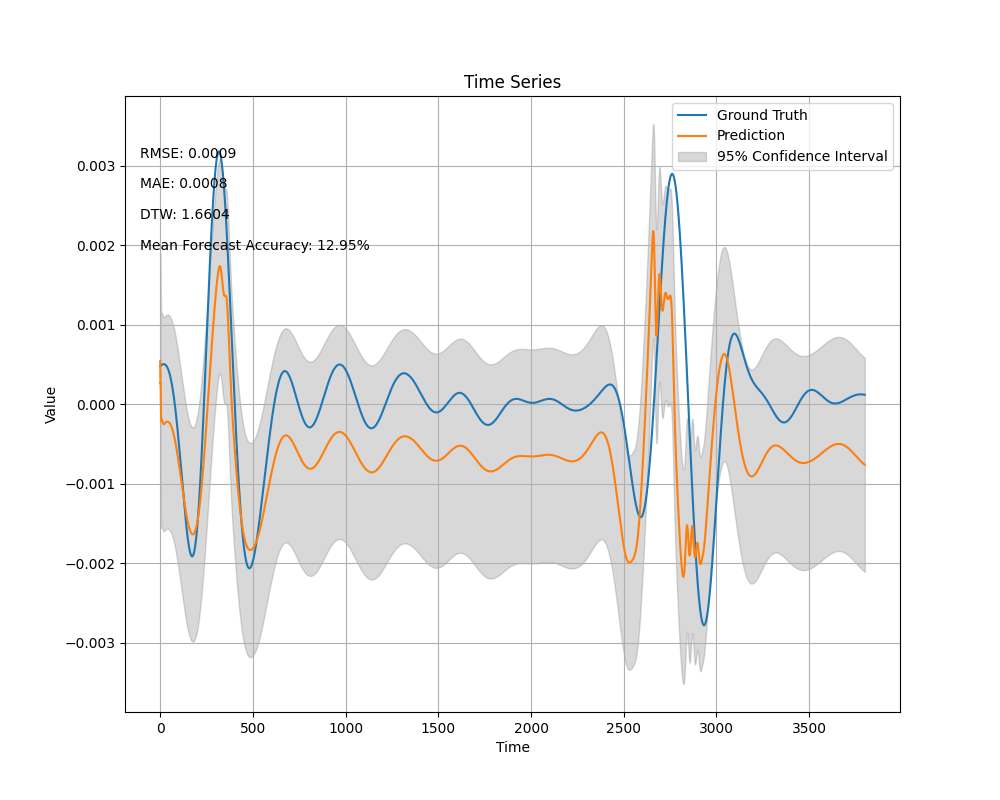 Time Series
Ground Truth
Prediction
95% Confidence Interval
RMSE: 0.0009
MAE: 0.0008
DTW: 1.6604
Mean Forecast Accuracy: 12.95%
Value
0.003
0.002
0.001
0.000
−0.001
−0.002
−0.003
0 500 1000 1500 2000 2500 3000 3500
Time